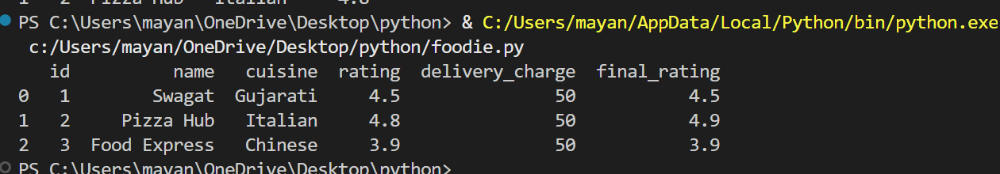 1   2  Pizza Hub  Italian     4.8
PS C:\Users\mayan\OneDrive\Desktop\python> & C:/Users/mayan/AppData/Local/Python/bin/python.exe
 c:/Users/mayan/OneDrive/Desktop/python/foodie.py
   id          name   cuisine  rating  delivery_charge  final_rating
0   1        Swagat  Gujarati     4.5               50           4.5
1   2     Pizza Hub   Italian     4.8               50           4.9
2   3  Food Express   Chinese     3.9               50           3.9
PS C:\Users\mayan\OneDrive\Desktop\python>